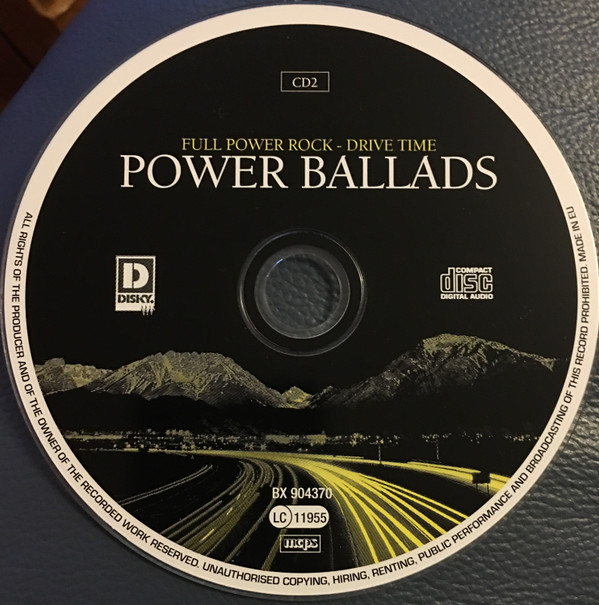 CD2
FULL POWER ROCK - DRIVE TIME
POWER BALLADS
D
DISKY.
COMPACT
disc
DIGITAL AUDIO
BX 904370
LC 11955
mcps
ALL RIGHTS OF THE PRODUCER AND OF THE OWNER OF THE RECORDED WORK RESERVED. UNAUTHORISED COPYING, HIRING, RENTING, PUBLIC PERFORMANCE AND BROADCASTING OF THIS RECORD PROHIBITED. MADE IN EU